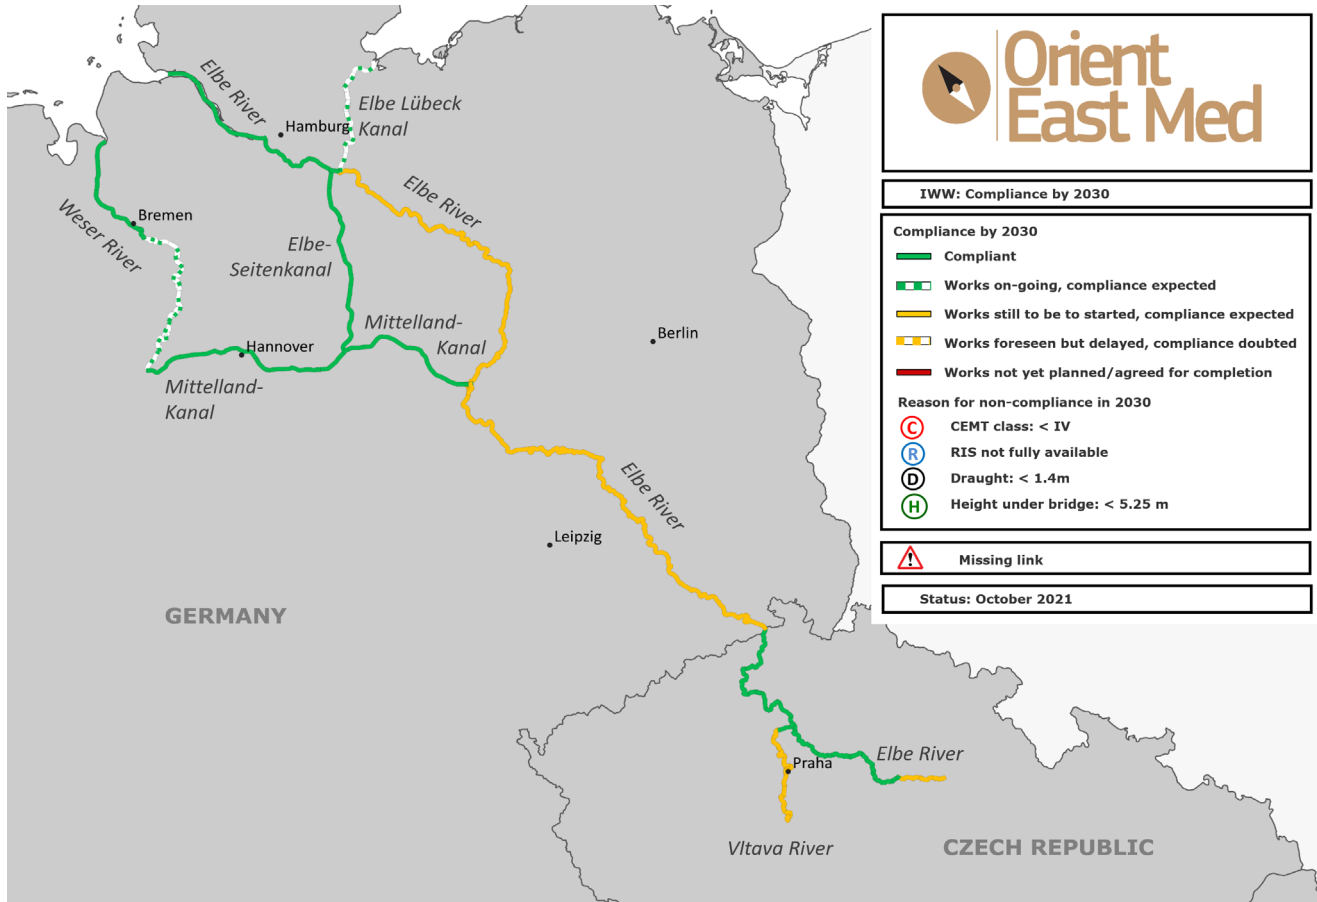 Orient
East Med
IWW: Compliance by 2030
Compliance by 2030
Compliant
Works on-going, compliance expected
Works still to be to started, compliance expected
Works foreseen but delayed, compliance doubted
Works not yet planned/agreed for completion
Reason for non-compliance in 2030
C CEMT class: < IV
R RIS not fully available
D Draught: < 1.4m
H Height under bridge: < 5.25 m
! Missing link
Status: October 2021
Elbe River
Hamburg
Elbe Lübeck
Kanal
Elbe River
Bremen
Weser River
Elbe-
Seitenkanal
Mittelland-
Kanal
Berlin
Hannover
Mittelland-
Kanal
Elbe River
Leipzig
GERMANY
Elbe River
Praha
Vltava River
CZECH REPUBLIC